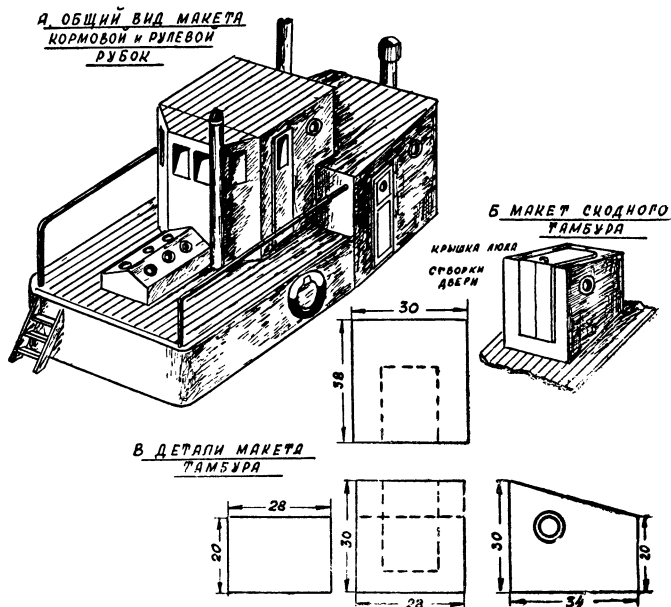 А. ОБЩИЙ ВИД МАКЕТА
КОРМОВОЙ и РУЛЕВОЙ
РУБОК
Б МАКЕТ СХОДНОГО
ТАМБУРА
КРЫШКА ЛЮКА
СТВОРКИ
ДВЕРИ
30
38
В ДЕТАЛИ МАКЕТА
ТАМБУРА
28
20
30
28
30
20
34